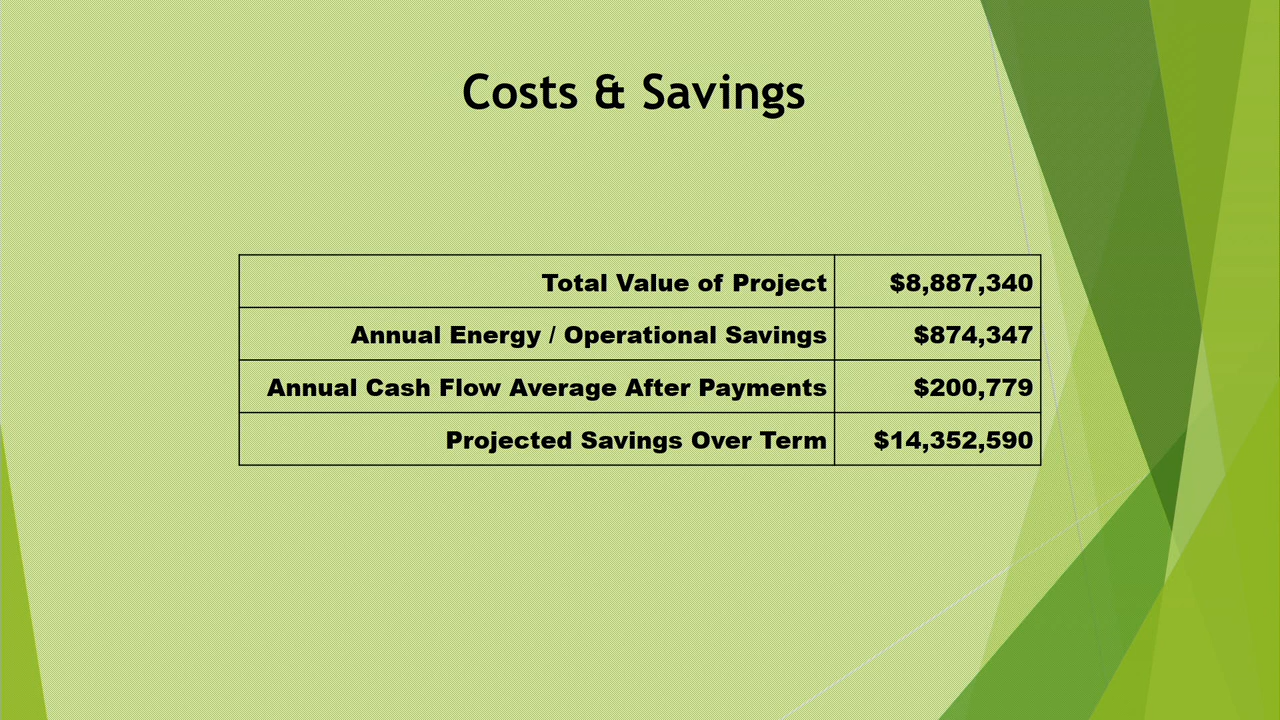 Costs & Savings
Total Value of Project $8,887,340
Annual Energy / Operational Savings $874,347
Annual Cash Flow Average After Payments $200,779
Projected Savings Over Term $14,352,590